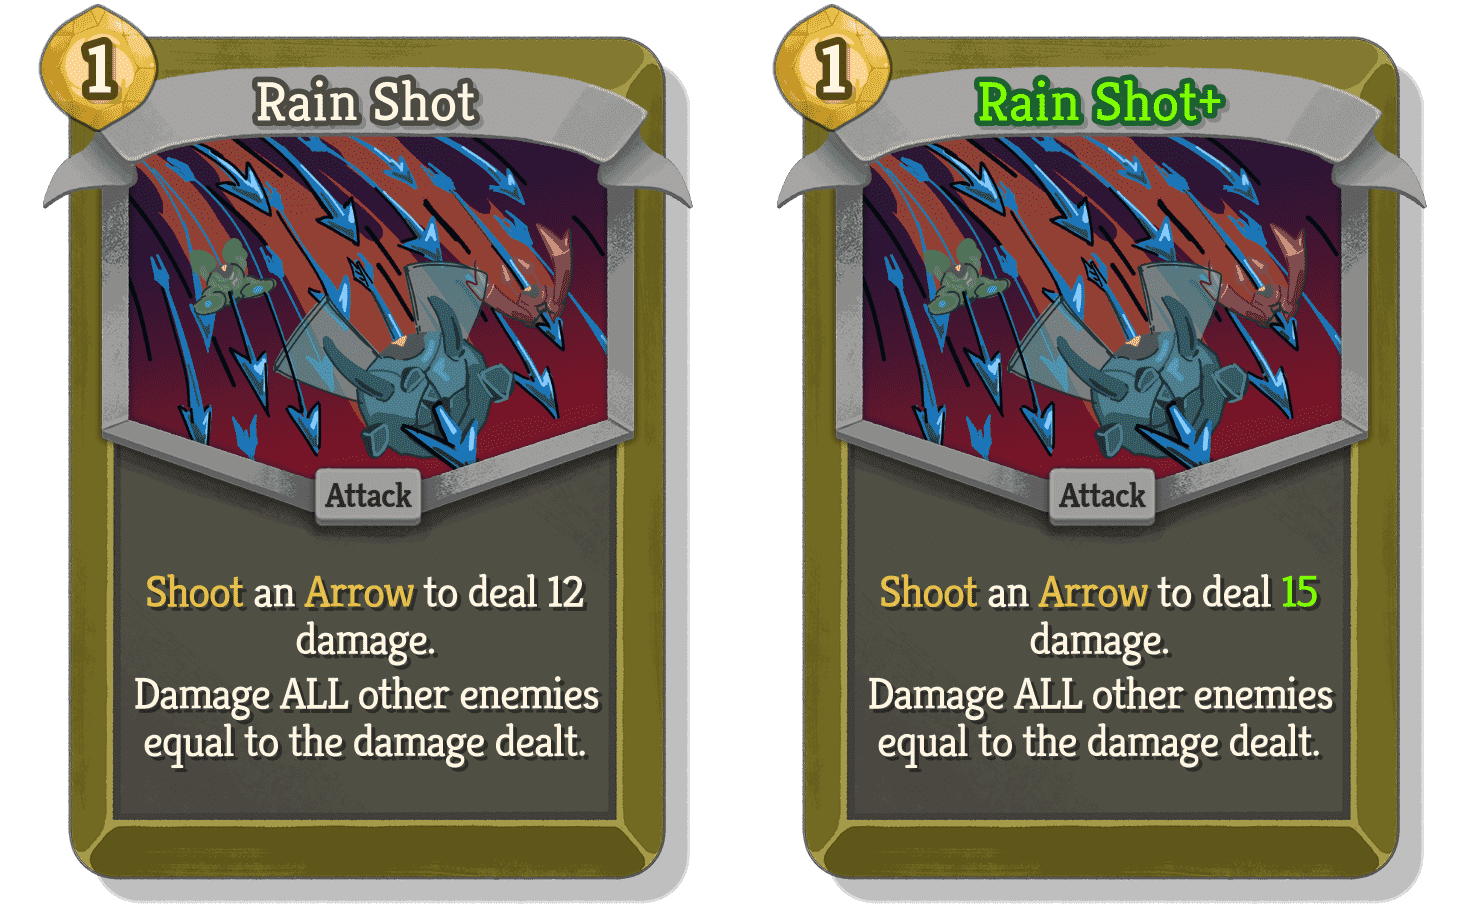 1
Rain Shot
Attack
Shoot an Arrow to deal 12
damage.
Damage ALL other enemies
equal to the damage dealt.
1
Rain Shot+
Attack
Shoot an Arrow to deal 15
damage.
Damage ALL other enemies
equal to the damage dealt.